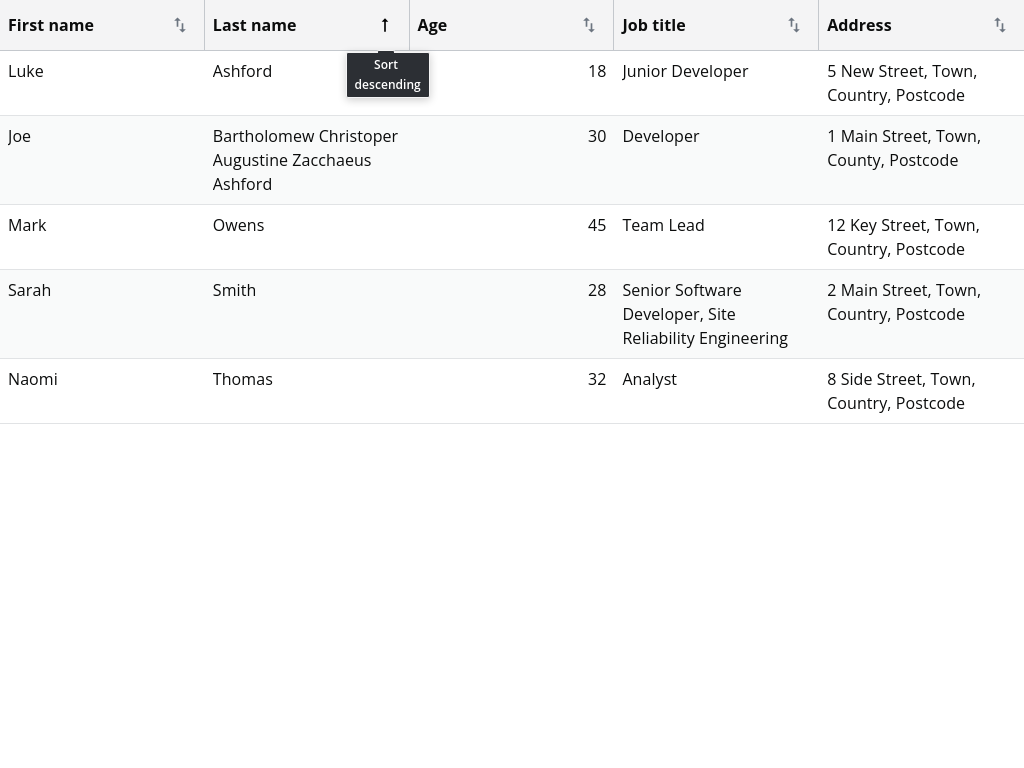 First name Last name Age Job title Address
Sort
descending
Luke Ashford 18 Junior Developer 5 New Street, Town,
Country, Postcode
Joe Bartholomew Christoper 30 Developer 1 Main Street, Town,
Augustine Zacchaeus County, Postcode
Ashford
Mark Owens 45 Team Lead 12 Key Street, Town,
Country, Postcode
Sarah Smith 28 Senior Software 2 Main Street, Town,
Developer, Site Country, Postcode
Reliability Engineering
Naomi Thomas 32 Analyst 8 Side Street, Town,
Country, Postcode